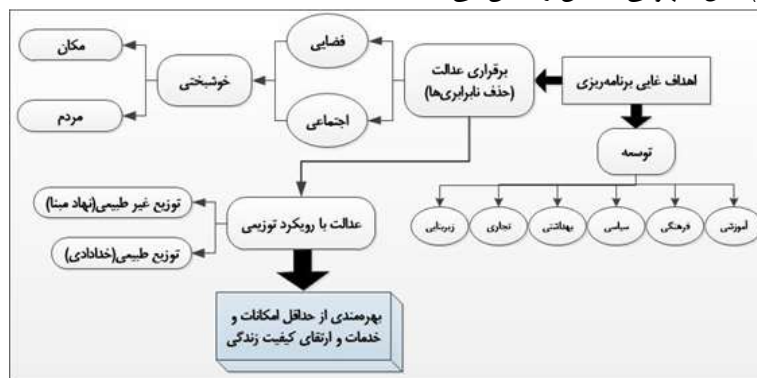 اهداف غایی برنامه‌ریزی
برقراری عدالت
(حذف نابرابری‌ها)
فضایی
اجتماعی
خوشبختی
مکان
مردم
توسعه
آموزشی
فرهنگی
سیاسی
بهداشتی
تجاری
زیربنایی
عدالت با رویکرد توزیعی
توزیع غیر طبیعی(نهاد مبنا)
توزیع طبیعی(خدادادی)
بهره‌مندی از حداقل امکانات و
خدمات و ارتقای کیفیت زندگی